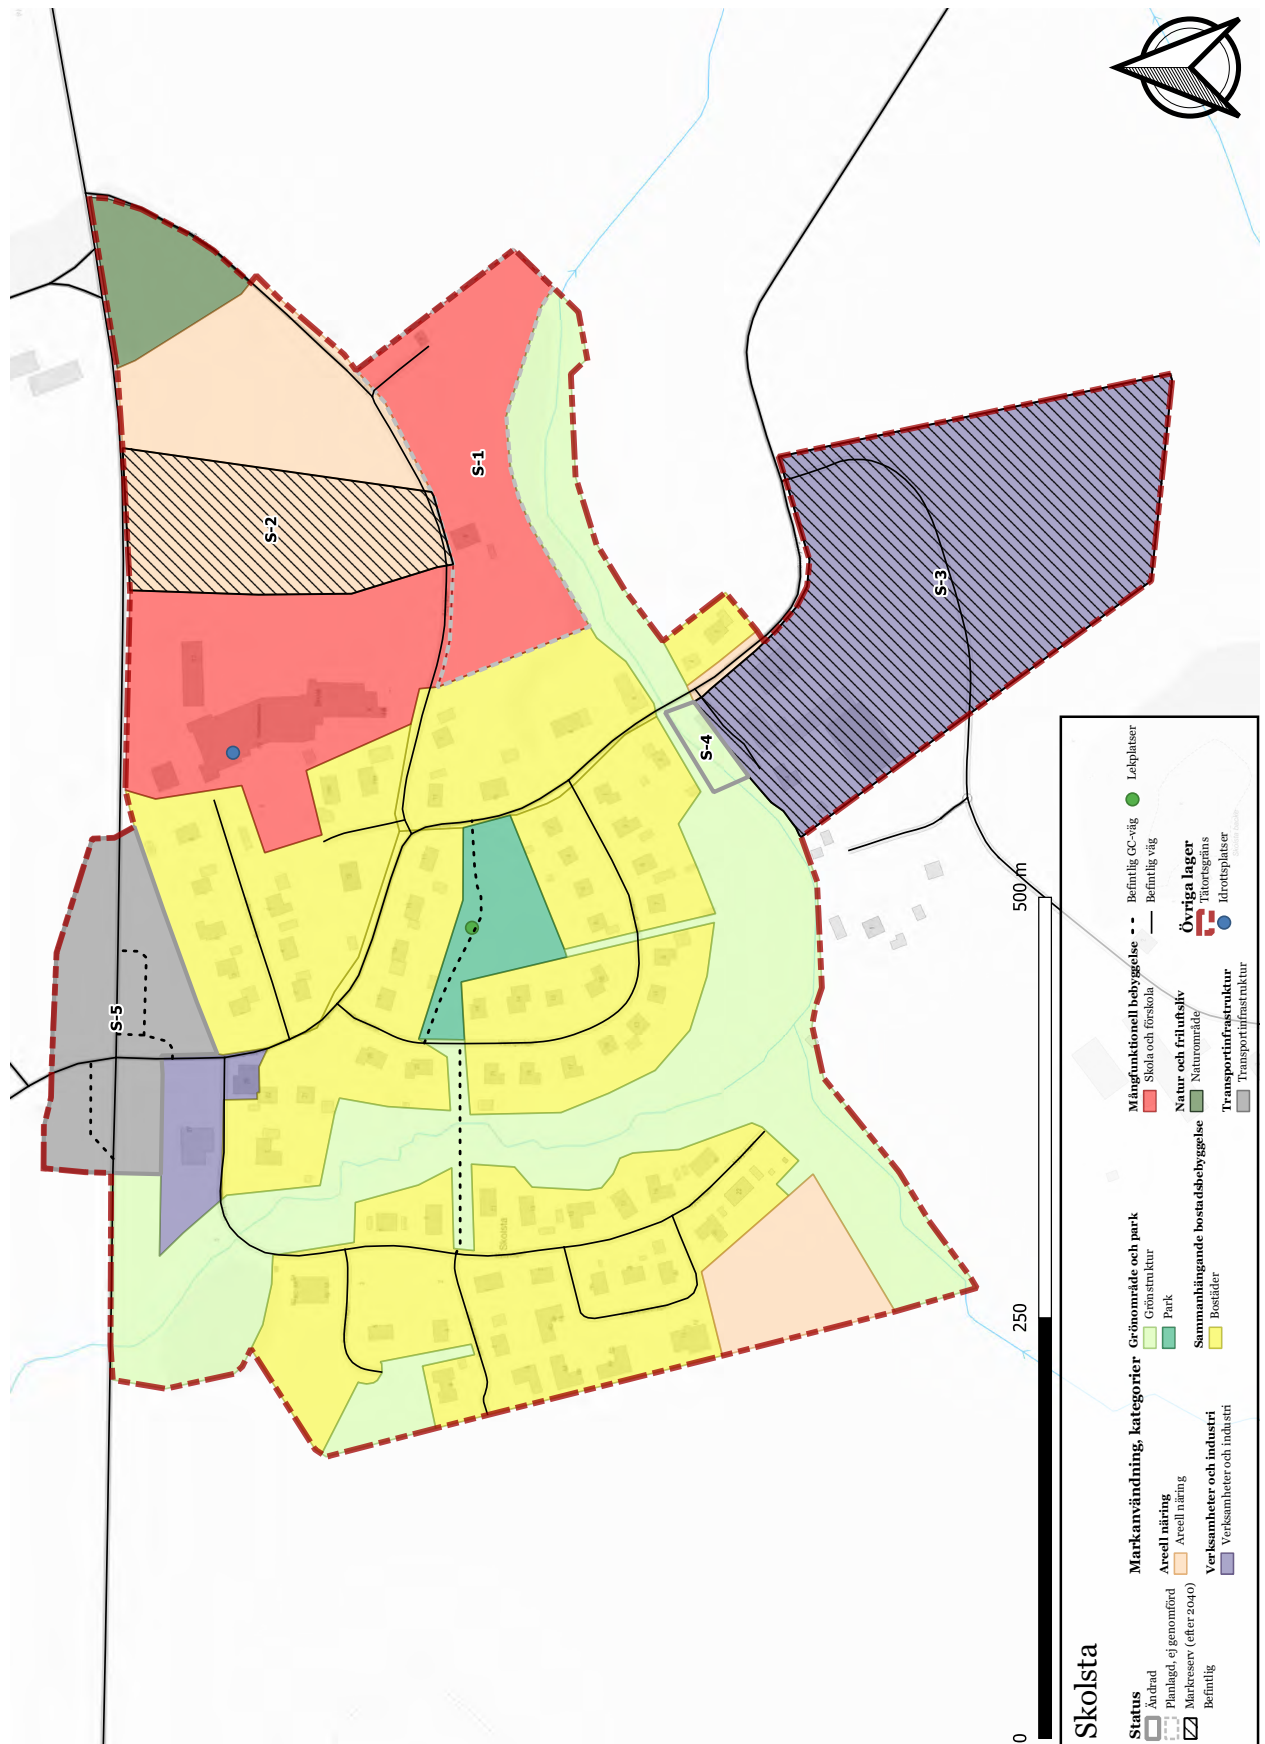 S-1
S-2
S-3
S-4
S-5
Skolsta
0
250
500 m
Skolsta
Status
Ändrad
Planlagd, ej genomförd
Markreserv (efter 2040)
Befintlig
Markanvändning, kategorier
Areell näring
Areell näring
Verksamheter och industri
Verksamheter och industri
Grönområde och park
Grönstruktur
Park
Sammanhängande bostadsbebyggelse
Bostäder
Mångfunktionell bebyggelse
Skola och förskola
Natur och friluftsliv
Naturområde
Transportinfrastruktur
Transportinfrastruktur
Befintlig GC-väg
Befintlig väg
Övriga lager
Tätortsgräns
Idrottsplatser
Lekplatser